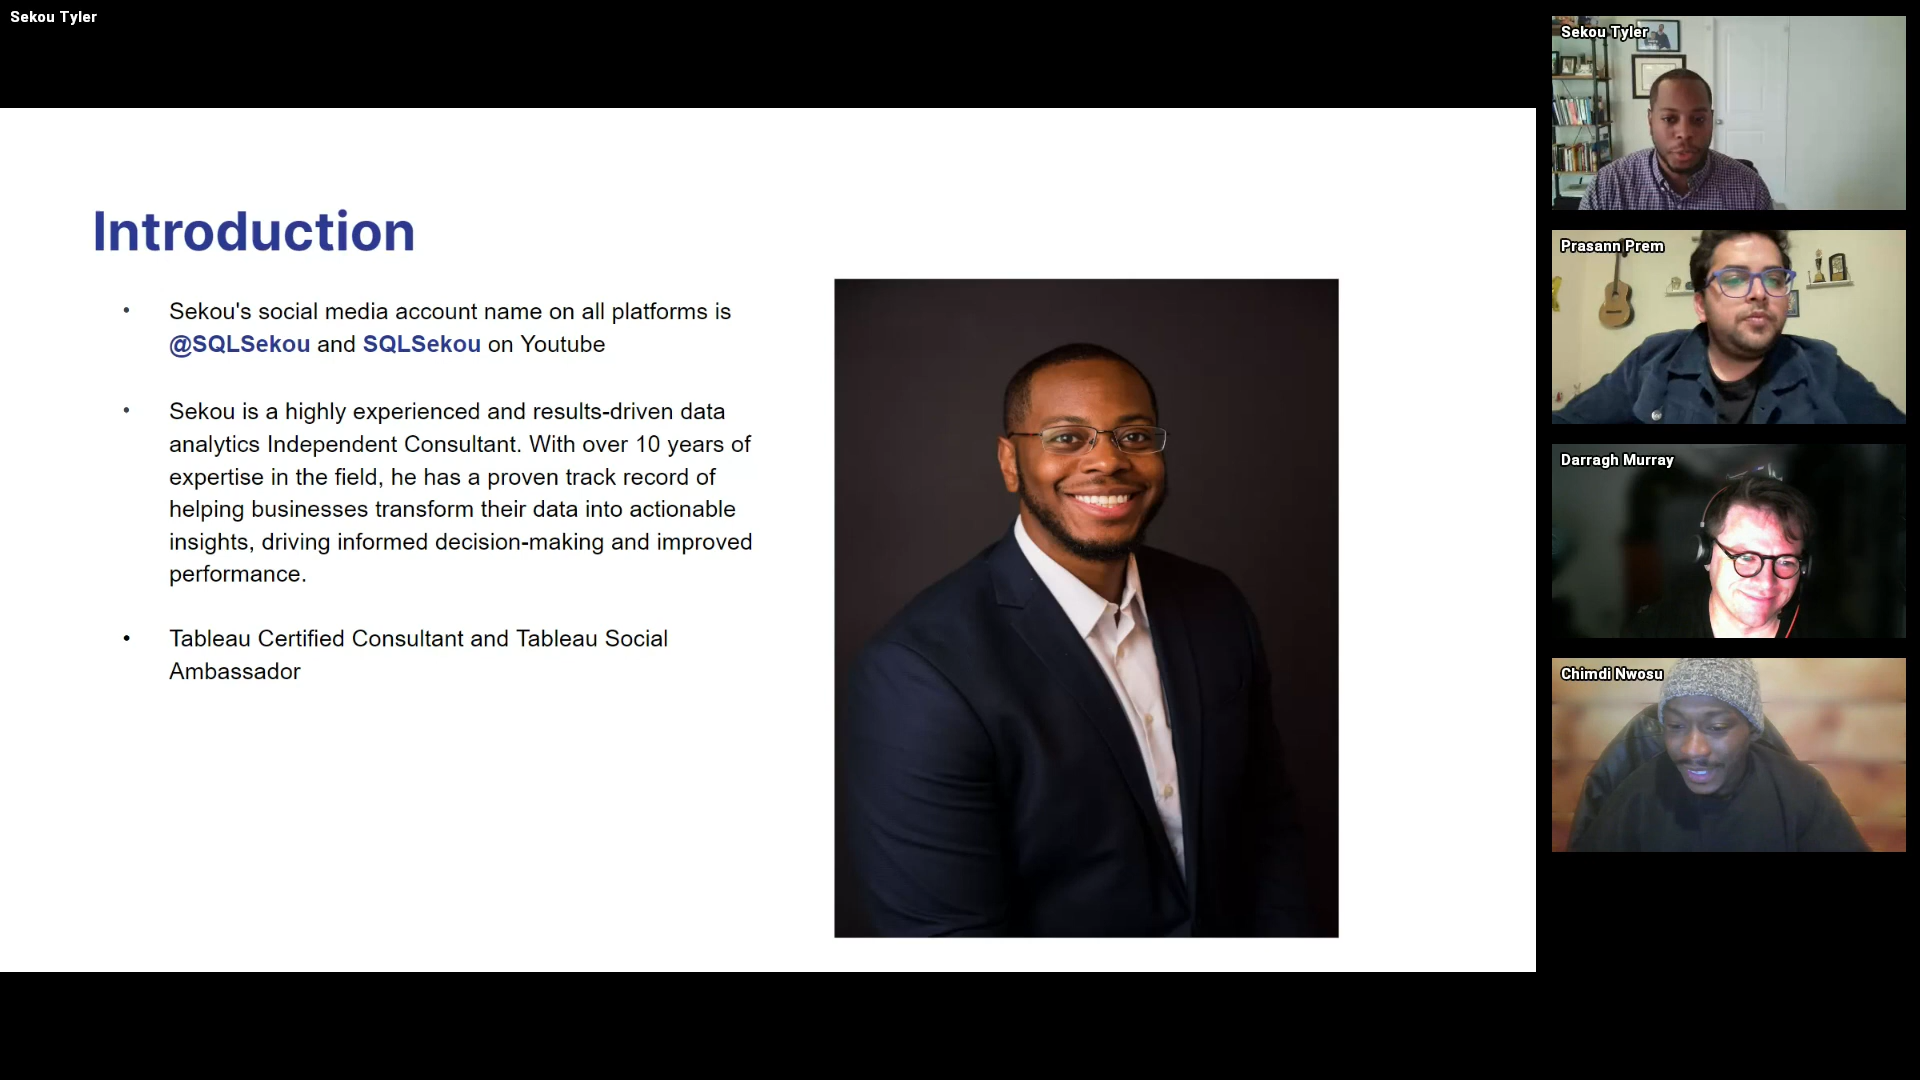 Sekou Tyler
Introduction
• Sekou's social media account name on all platforms is
@SQLSekou and SQLSekou on Youtube
• Sekou is a highly experienced and results-driven data
analytics Independent Consultant. With over 10 years of
expertise in the field, he has a proven track record of
helping businesses transform their data into actionable
insights, driving informed decision-making and improved
performance.
• Tableau Certified Consultant and Tableau Social
Ambassador
Sekou Tyler
Prasann Prem
Darragh Murray
Chimdi Nwosu